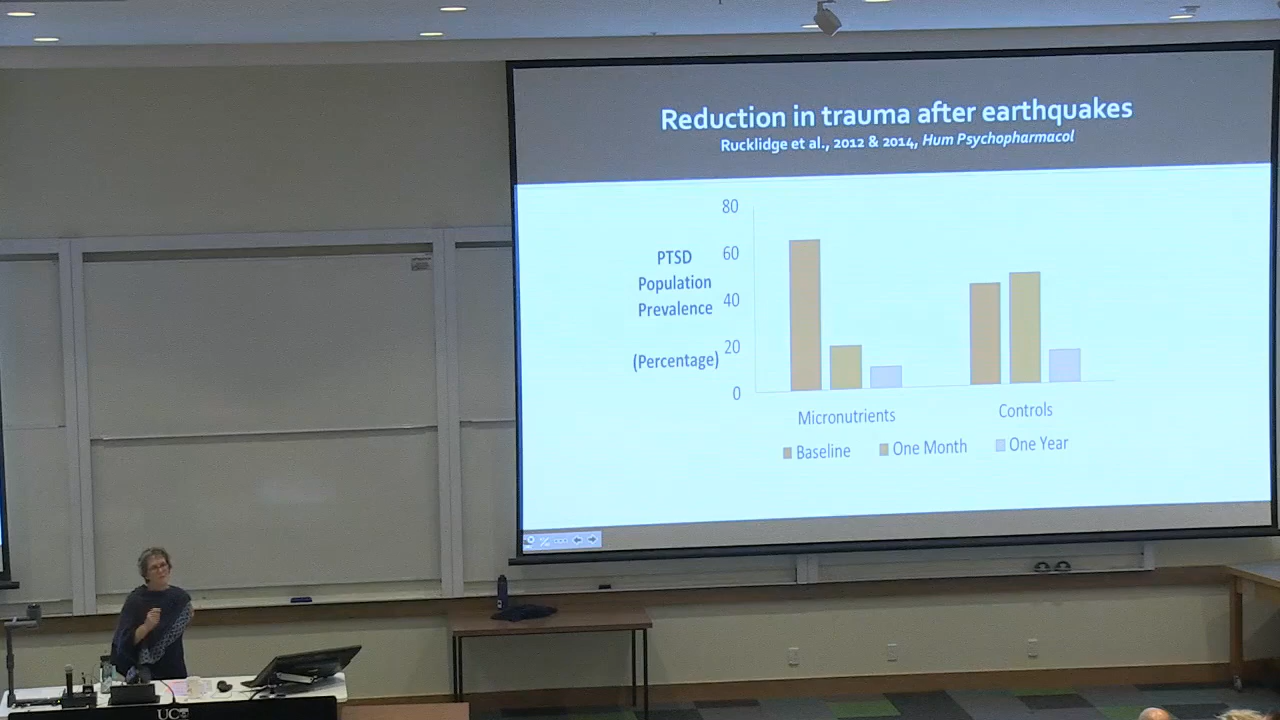 Reduction in trauma after earthquakes
Rucklidge et al., 2012 & 2014, Hum Psychopharmacol
80
60
40
20
0
PTSD
Population
Prevalence
(Percentage)
Micronutrients
Controls
Baseline
One Month
One Year
UC